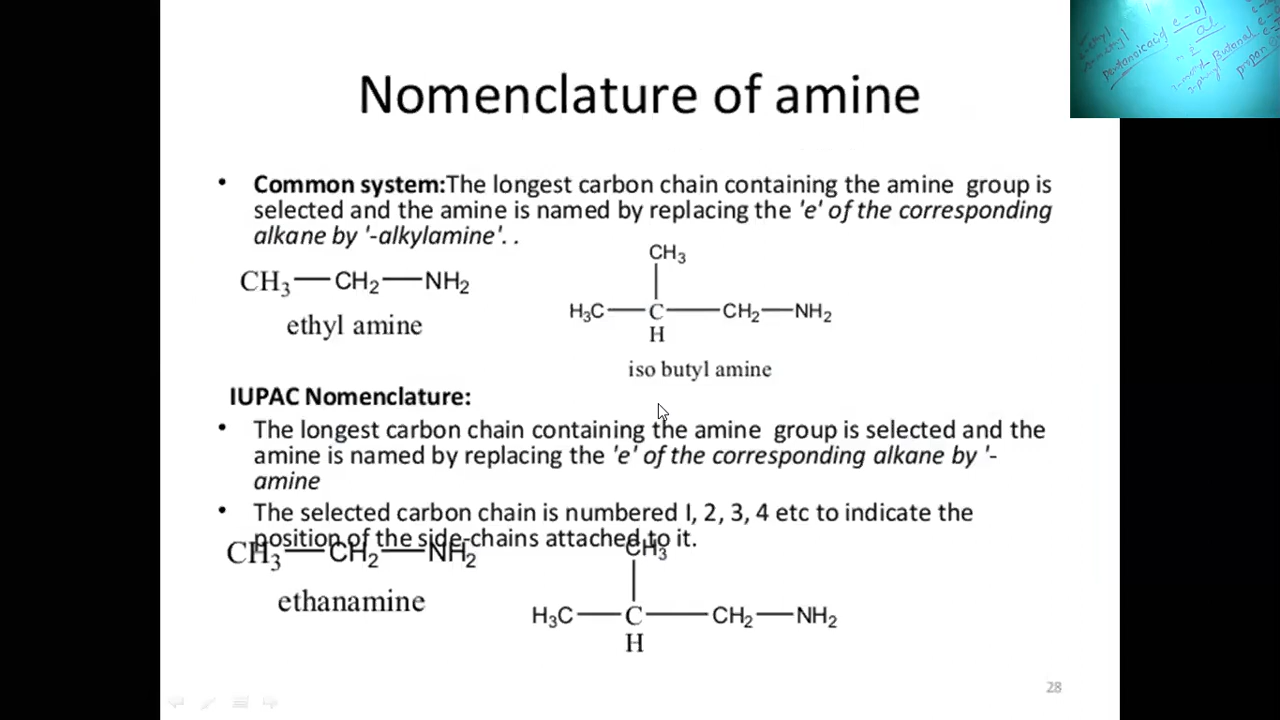 Nomenclature of amine
• Common system:The longest carbon chain containing the amine group is
selected and the amine is named by replacing the 'e' of the corresponding
alkane by '-alkylamine'. .
CH3
CH3—CH2—NH2
H3C—C—CH2—NH2
H
ethyl amine
iso butyl amine
IUPAC Nomenclature:
• The longest carbon chain containing the amine group is selected and the
amine is named by replacing the 'e' of the corresponding alkane by '-
amine
• The selected carbon chain is numbered I, 2, 3, 4 etc to indicate the
position of the side-chains attached to it.
CH3
CH3—CH2—NH2
ethanamine
H3C—C—CH2—NH2
H
28
pentanoicacid
Butanal
propan